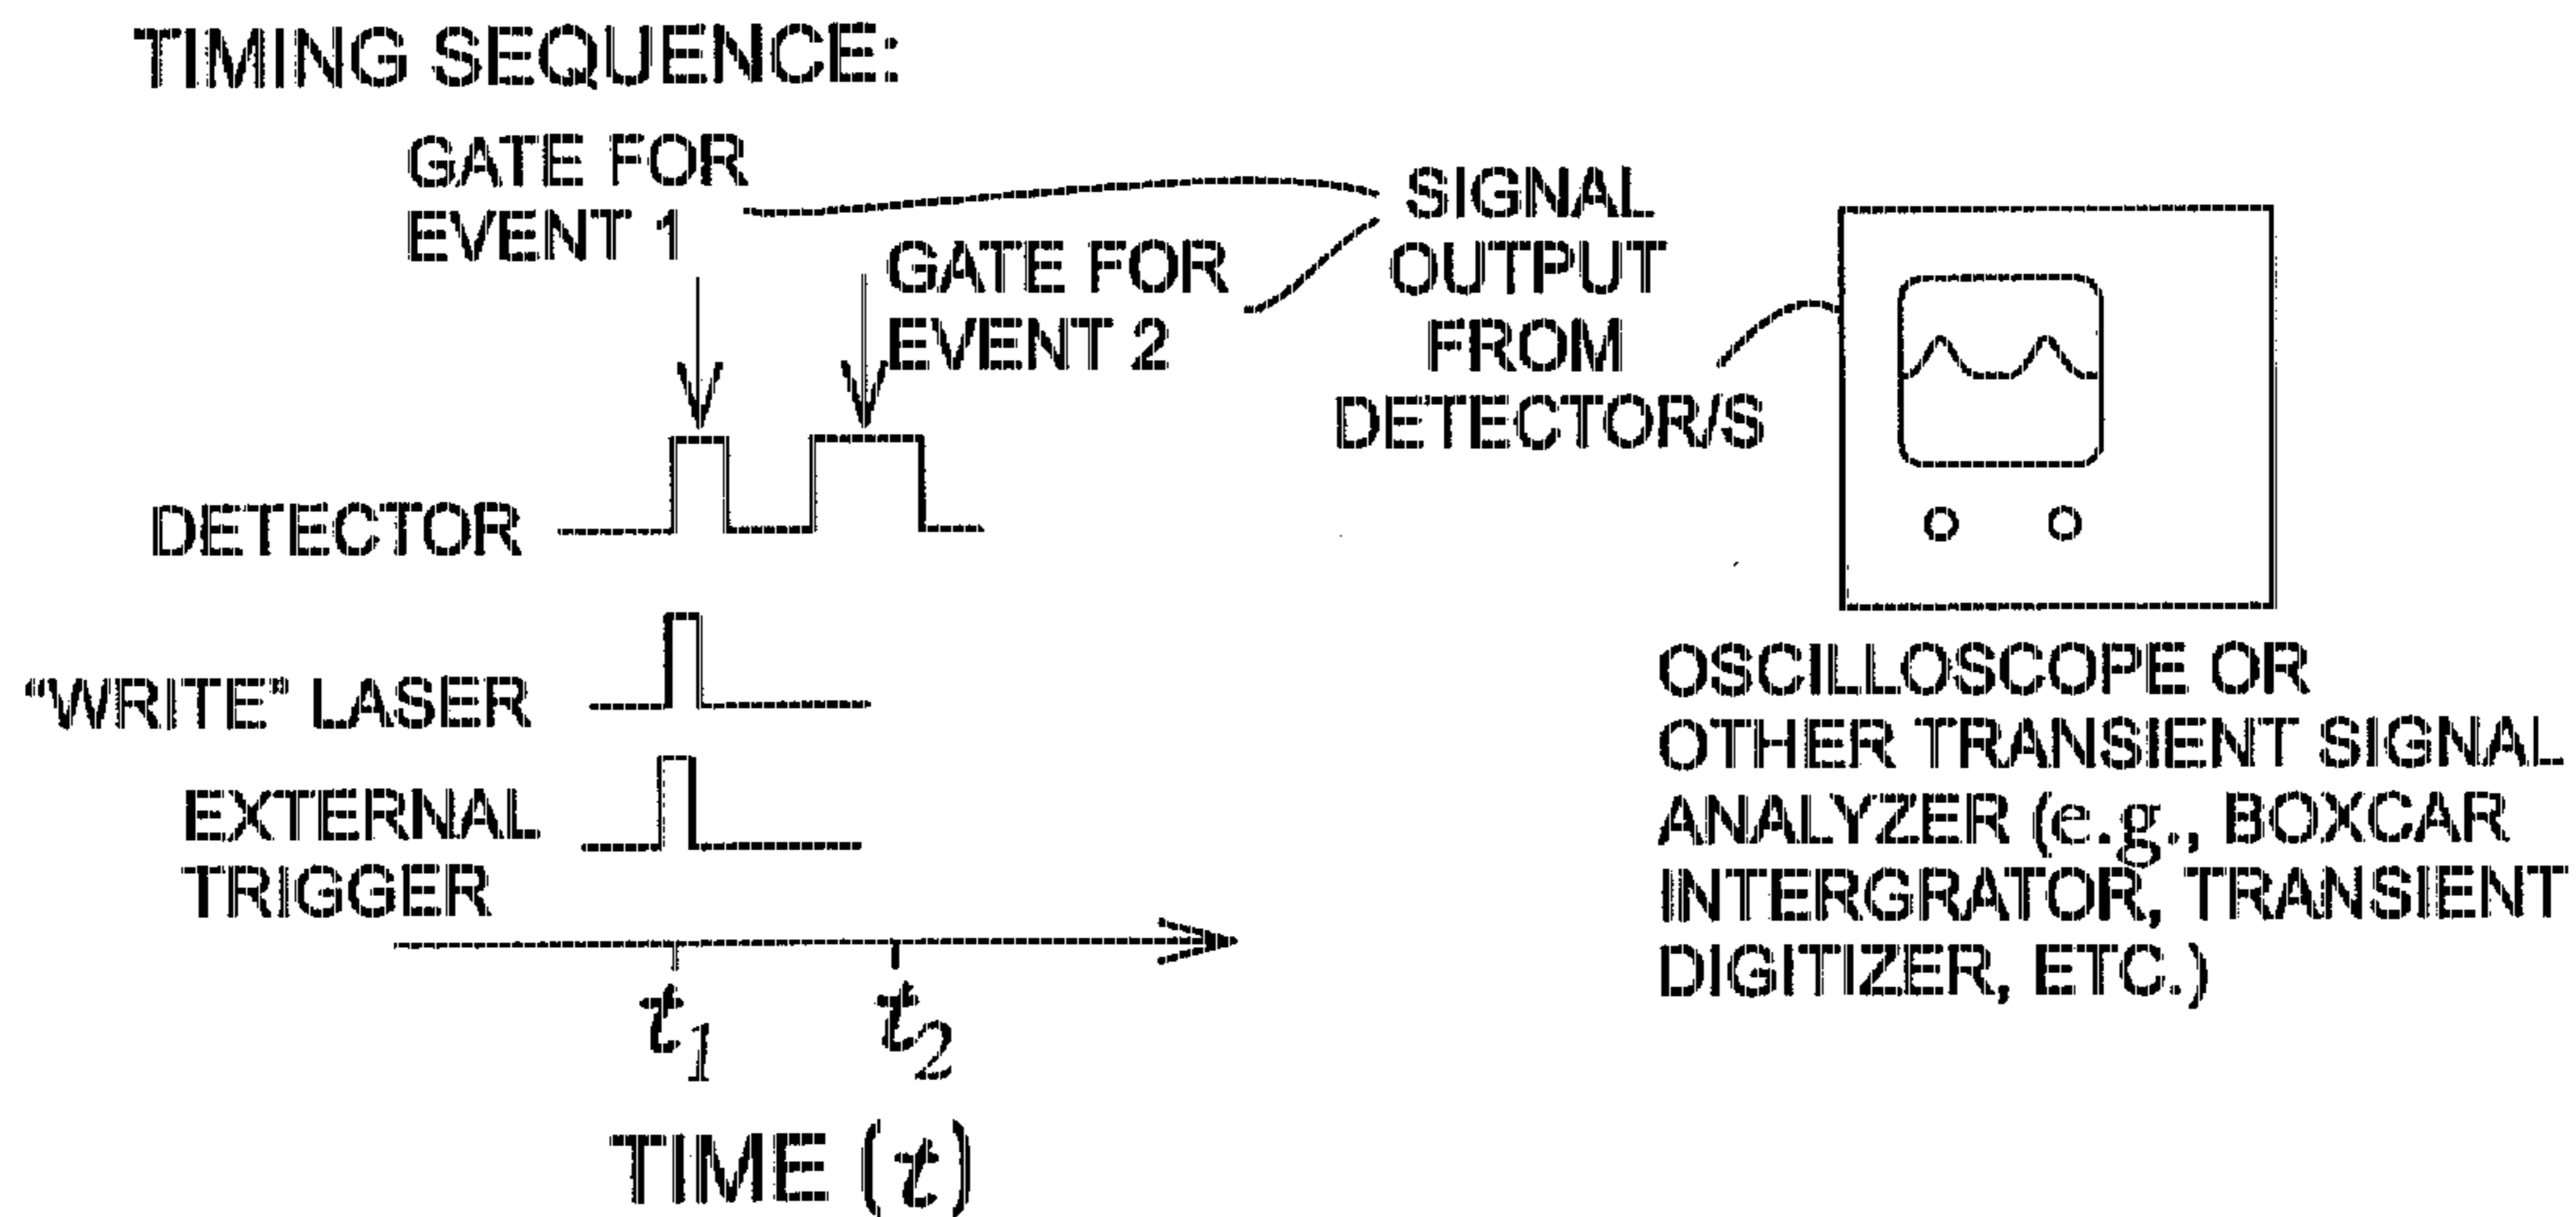 TIMING SEQUENCE:
GATE FOR
EVENT 1
GATE FOR
EVENT 2
SIGNAL
OUTPUT
FROM
DETECTOR/S
DETECTOR
"WRITE" LASER
EXTERNAL
TRIGGER
t1
t2
TIME (t)
OSCILLOSCOPE OR
OTHER TRANSIENT SIGNAL
ANALYZER (e.g., BOXCAR
INTERGRATOR, TRANSIENT
DIGITIZER, ETC.)